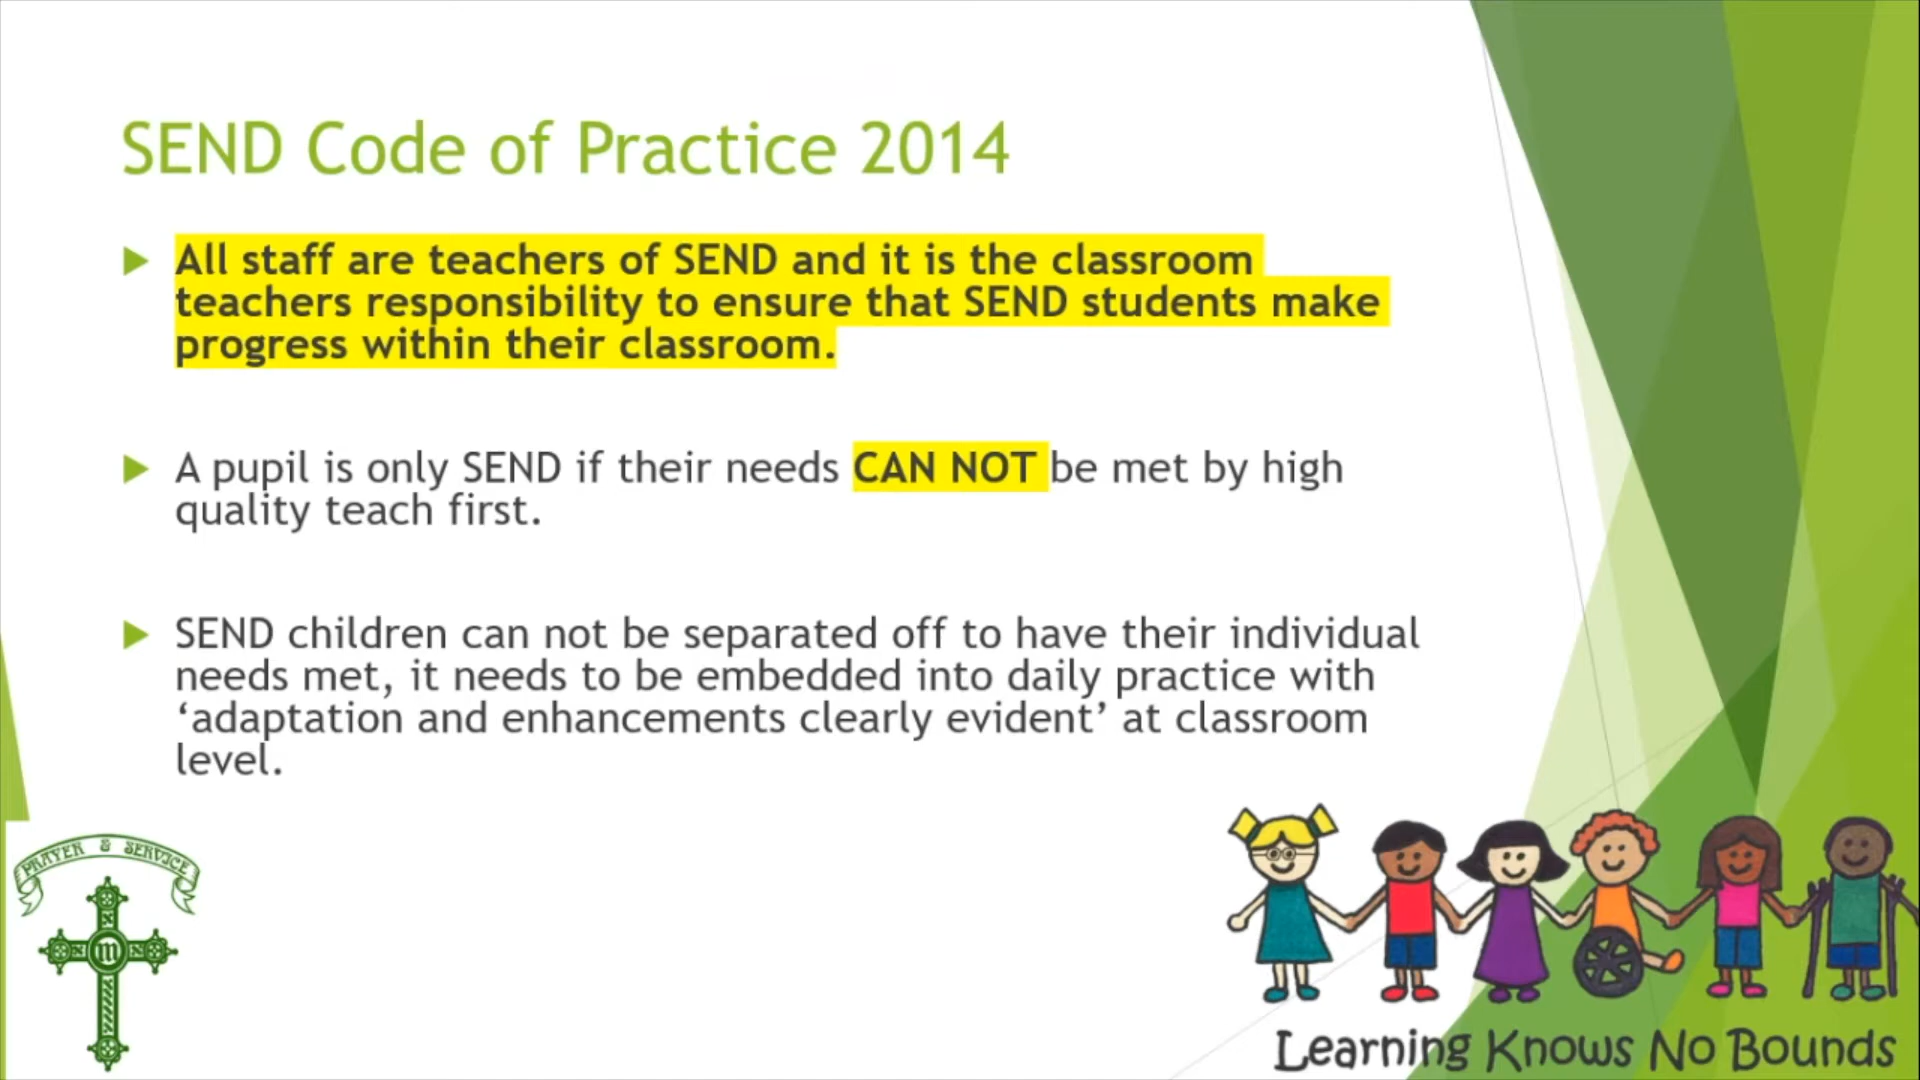 SEND Code of Practice 2014
All staff are teachers of SEND and it is the classroom
teachers responsibility to ensure that SEND students make
progress within their classroom.
A pupil is only SEND if their needs CAN NOT be met by high
quality teach first.
SEND children can not be separated off to have their individual
needs met, it needs to be embedded into daily practice with
‘adaptation and enhancements clearly evident’ at classroom
level.
PRAYER & SERVICE
m
Learning Knows No Bounds